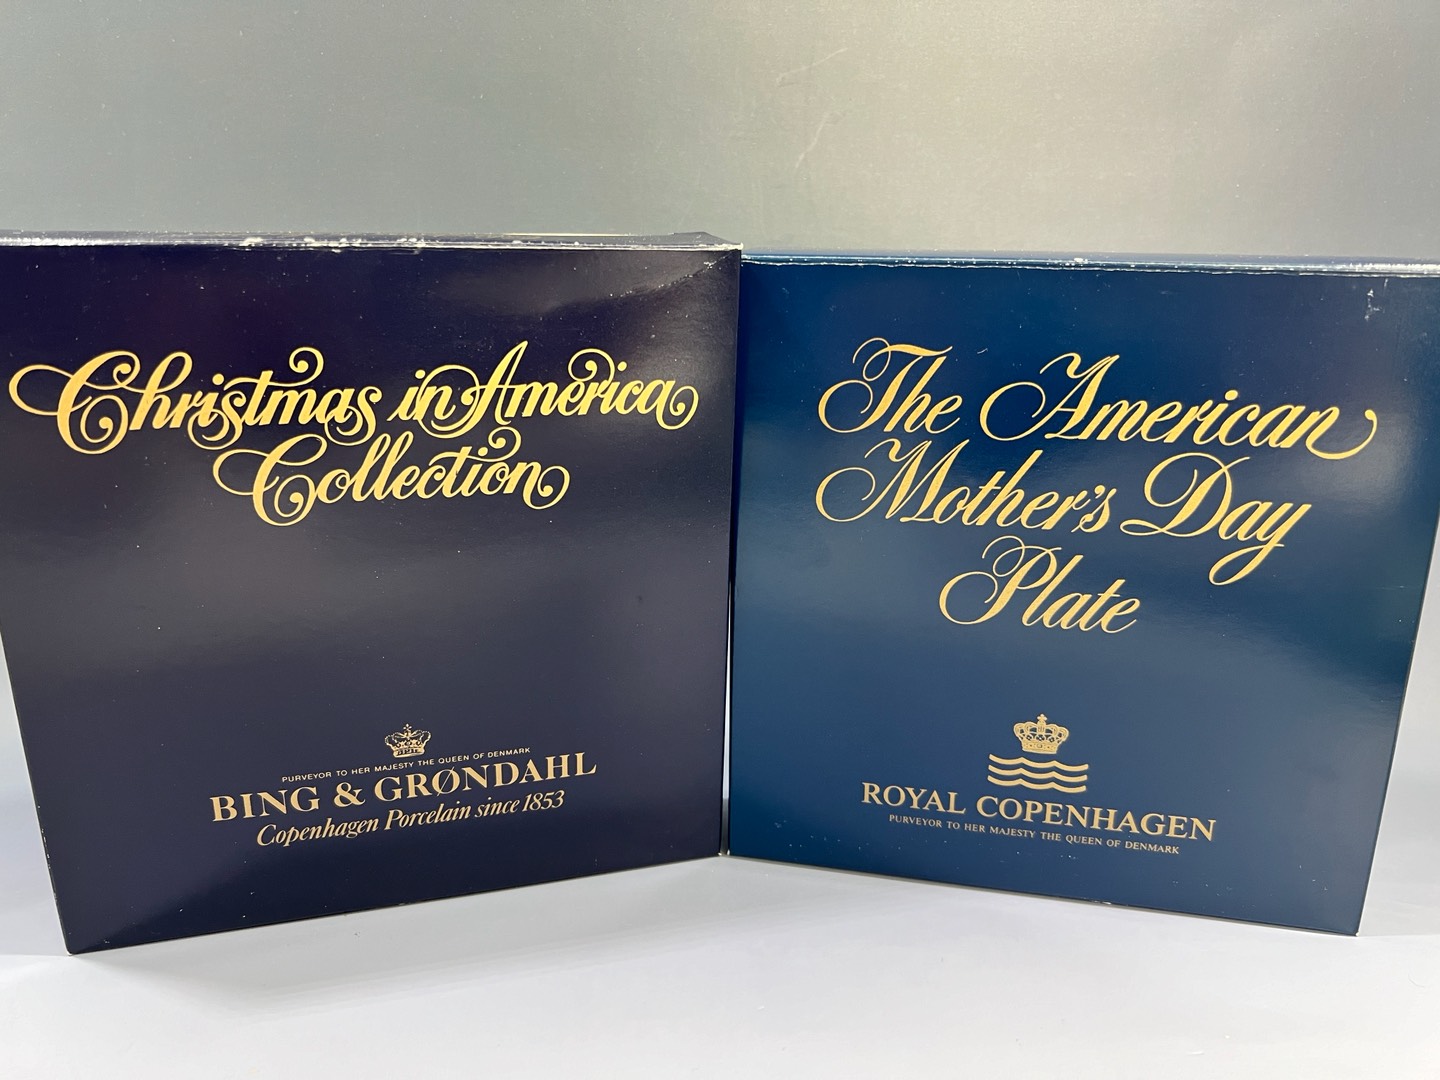 Christmas in America
Collection
PURVEYOR TO HER MAJESTY THE QUEEN OF DENMARK
BING & GRØNDAHL
Copenhagen Porcelain since 1853
The American
Mother's Day
Plate
ROYAL COPENHAGEN
PURVEYOR TO HER MAJESTY THE QUEEN OF DENMARK